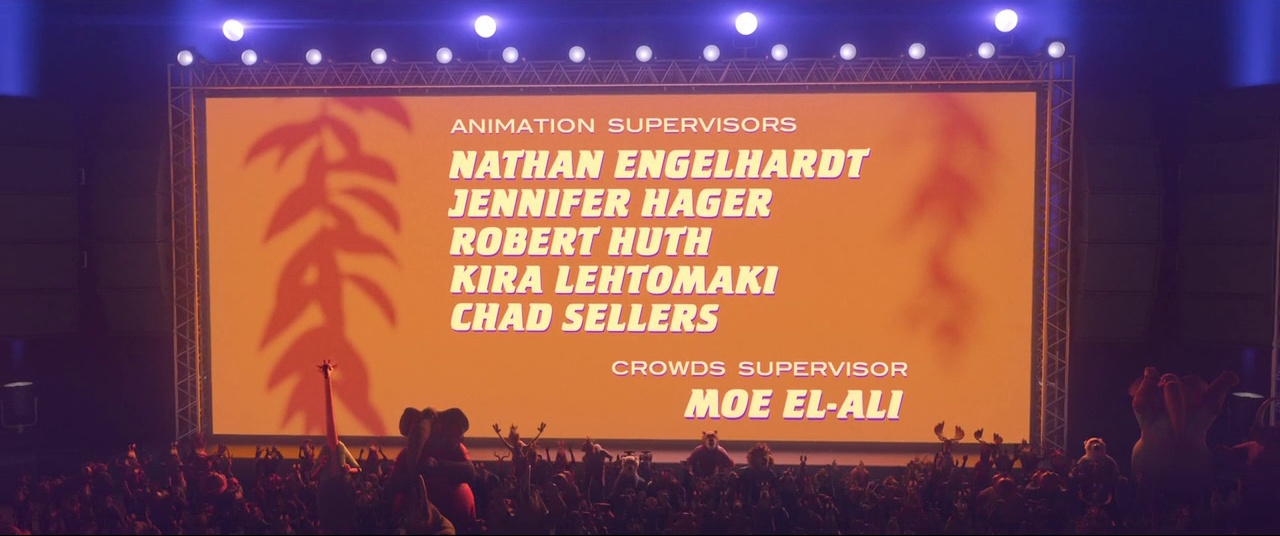 ANIMATION SUPERVISORS
NATHAN ENGELHARDT
JENNIFER HAGER
ROBERT HUTH
KIRA LEHTOMAKI
CHAD SELLERS
CROWDS SUPERVISOR
MOE EL-ALI